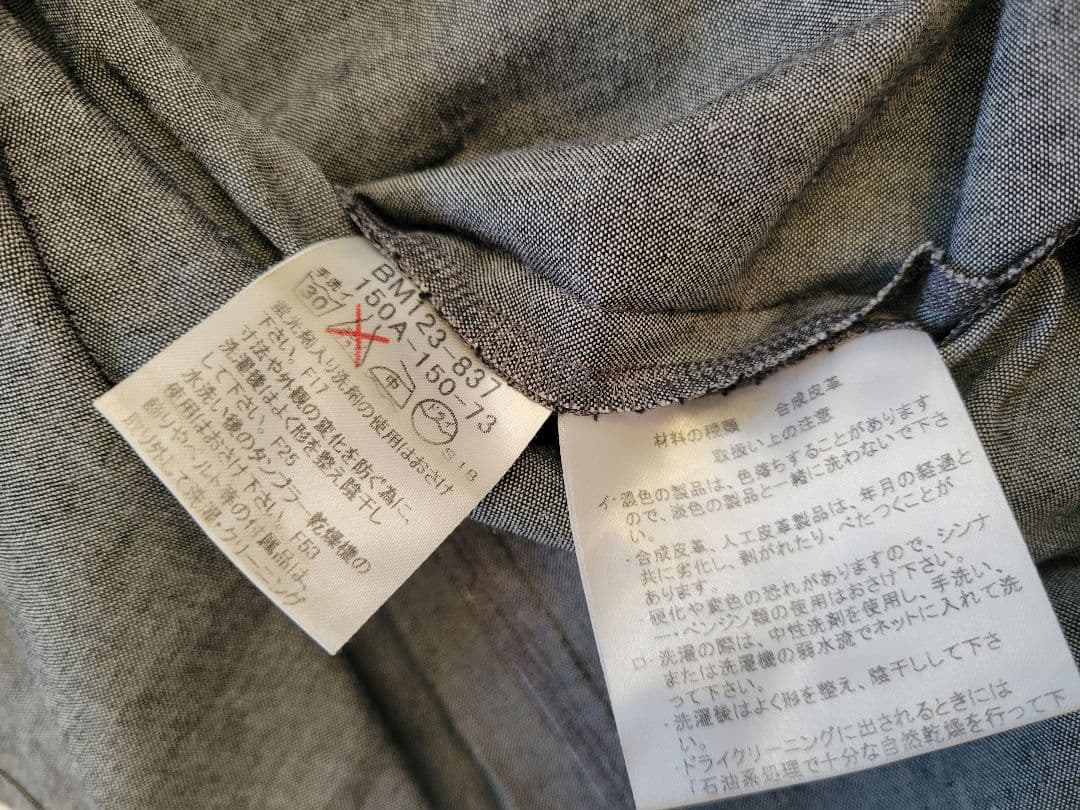 BM123-837
150A-150-73
手洗イ
30
中
ドライ
S 18
蛍光剤入り洗剤の使用はおさけ
下さい。F17
寸法や外観の変化を防ぐ為に、
洗濯後はよく形を整え陰干し
して下さい。F25
水洗い後のタンブラー乾燥機の
使用はおさけ下さい。F53
飾りやベルト等の付属品は、
取り外して洗濯・クリーニング
材料の種類 合成皮革
取扱い上の注意
イ・淡色の製品は、色落ちすることがあります
ので、淡色の製品と一緒に洗わないで下さ
・合成皮革、人工皮革製品は、年月の経過と
共に劣化し、剥がれたり、べたつくことが
あります。
・硬化や変色の恐れがありますので、シンナ
ー・ベンジン類の使用はおさけ下さい。
ロ・洗濯の際は、中性洗剤を使用し、手洗い、
または洗濯機の弱水流でネットに入れて洗
って下さい。
・洗濯後はよく形を整え、陰干しして下さ
い。
ドライクリーニングに出されるときには
「石油系処理で十分な自然乾燥を行って下